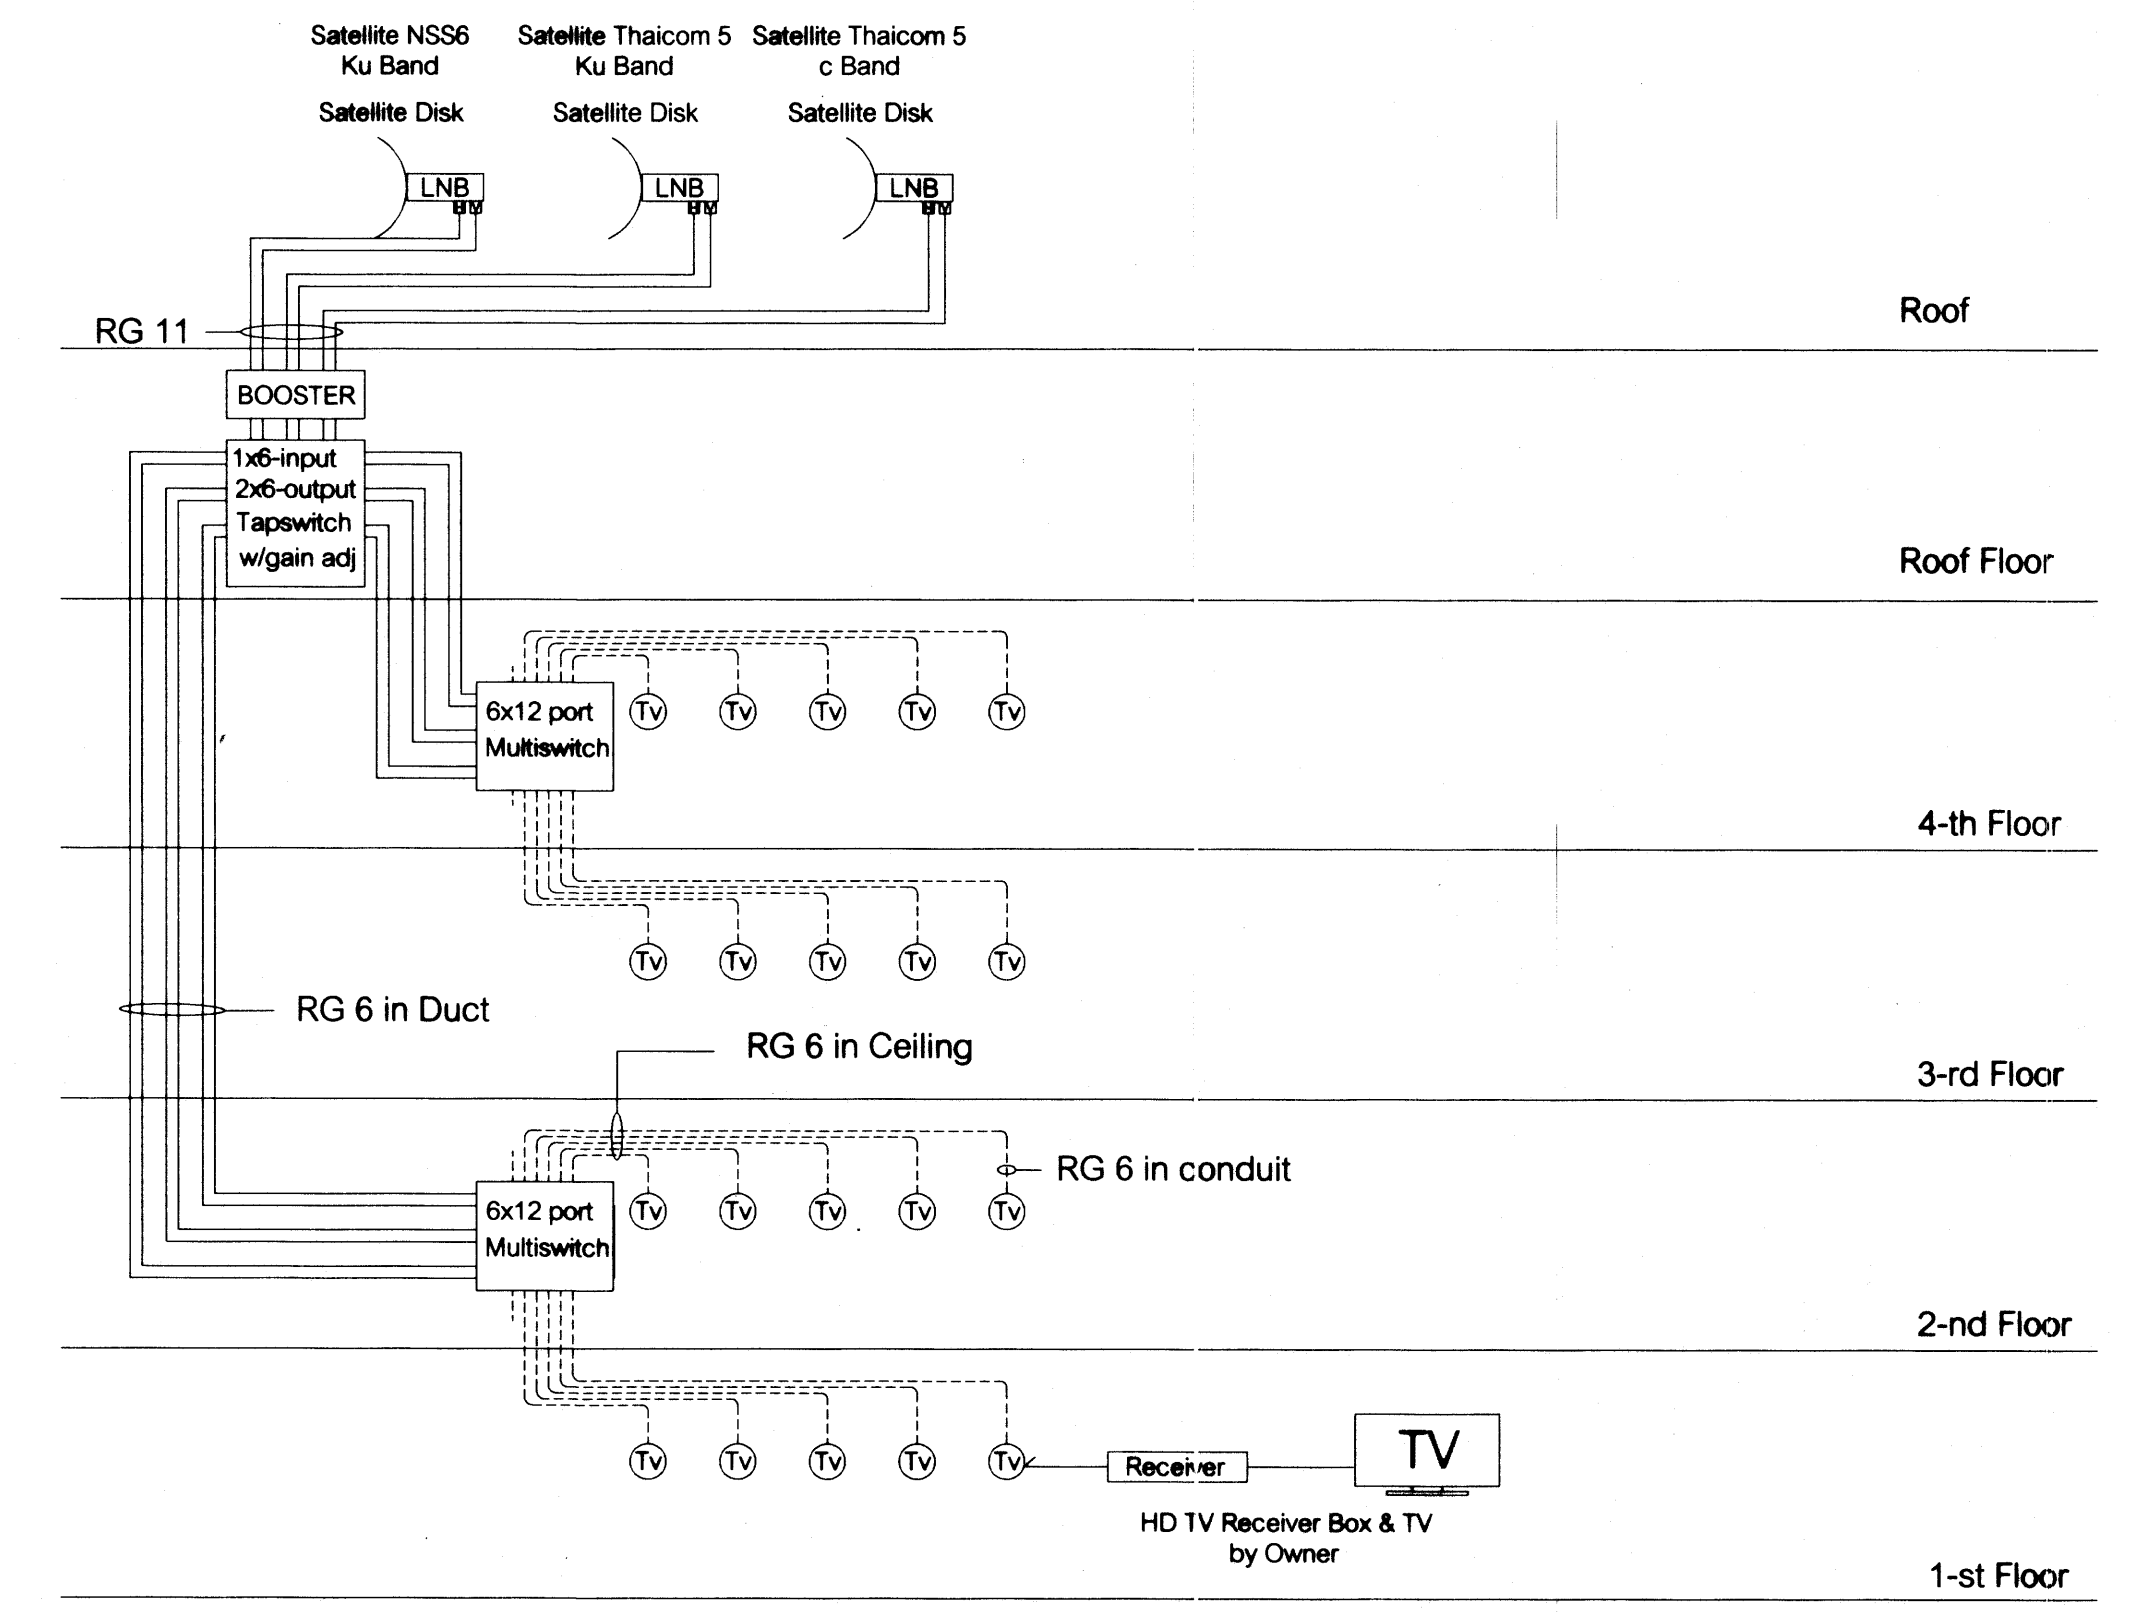 Satellite NSS6
Ku Band
Satellite Thaicom 5
Ku Band
Satellite Thaicom 5
c Band
Satellite Disk
Satellite Disk
Satellite Disk
LNB
H V
LNB
H V
LNB
H V
Roof
RG 11
BOOSTER
1x6-input
2x6-output
Tapswitch
w/gain adj
Roof Floor
6x12 port
Multiswitch
Tv
Tv
Tv
Tv
Tv
4-th Floor
Tv
Tv
Tv
Tv
Tv
RG 6 in Duct
RG 6 in Ceiling
3-rd Floor
RG 6 in conduit
6x12 port
Multiswitch
Tv
Tv
Tv
Tv
Tv
2-nd Floor
Tv
Tv
Tv
Tv
Tv
Receiver
TV
HD TV Receiver Box & TV
by Owner
1-st Floor